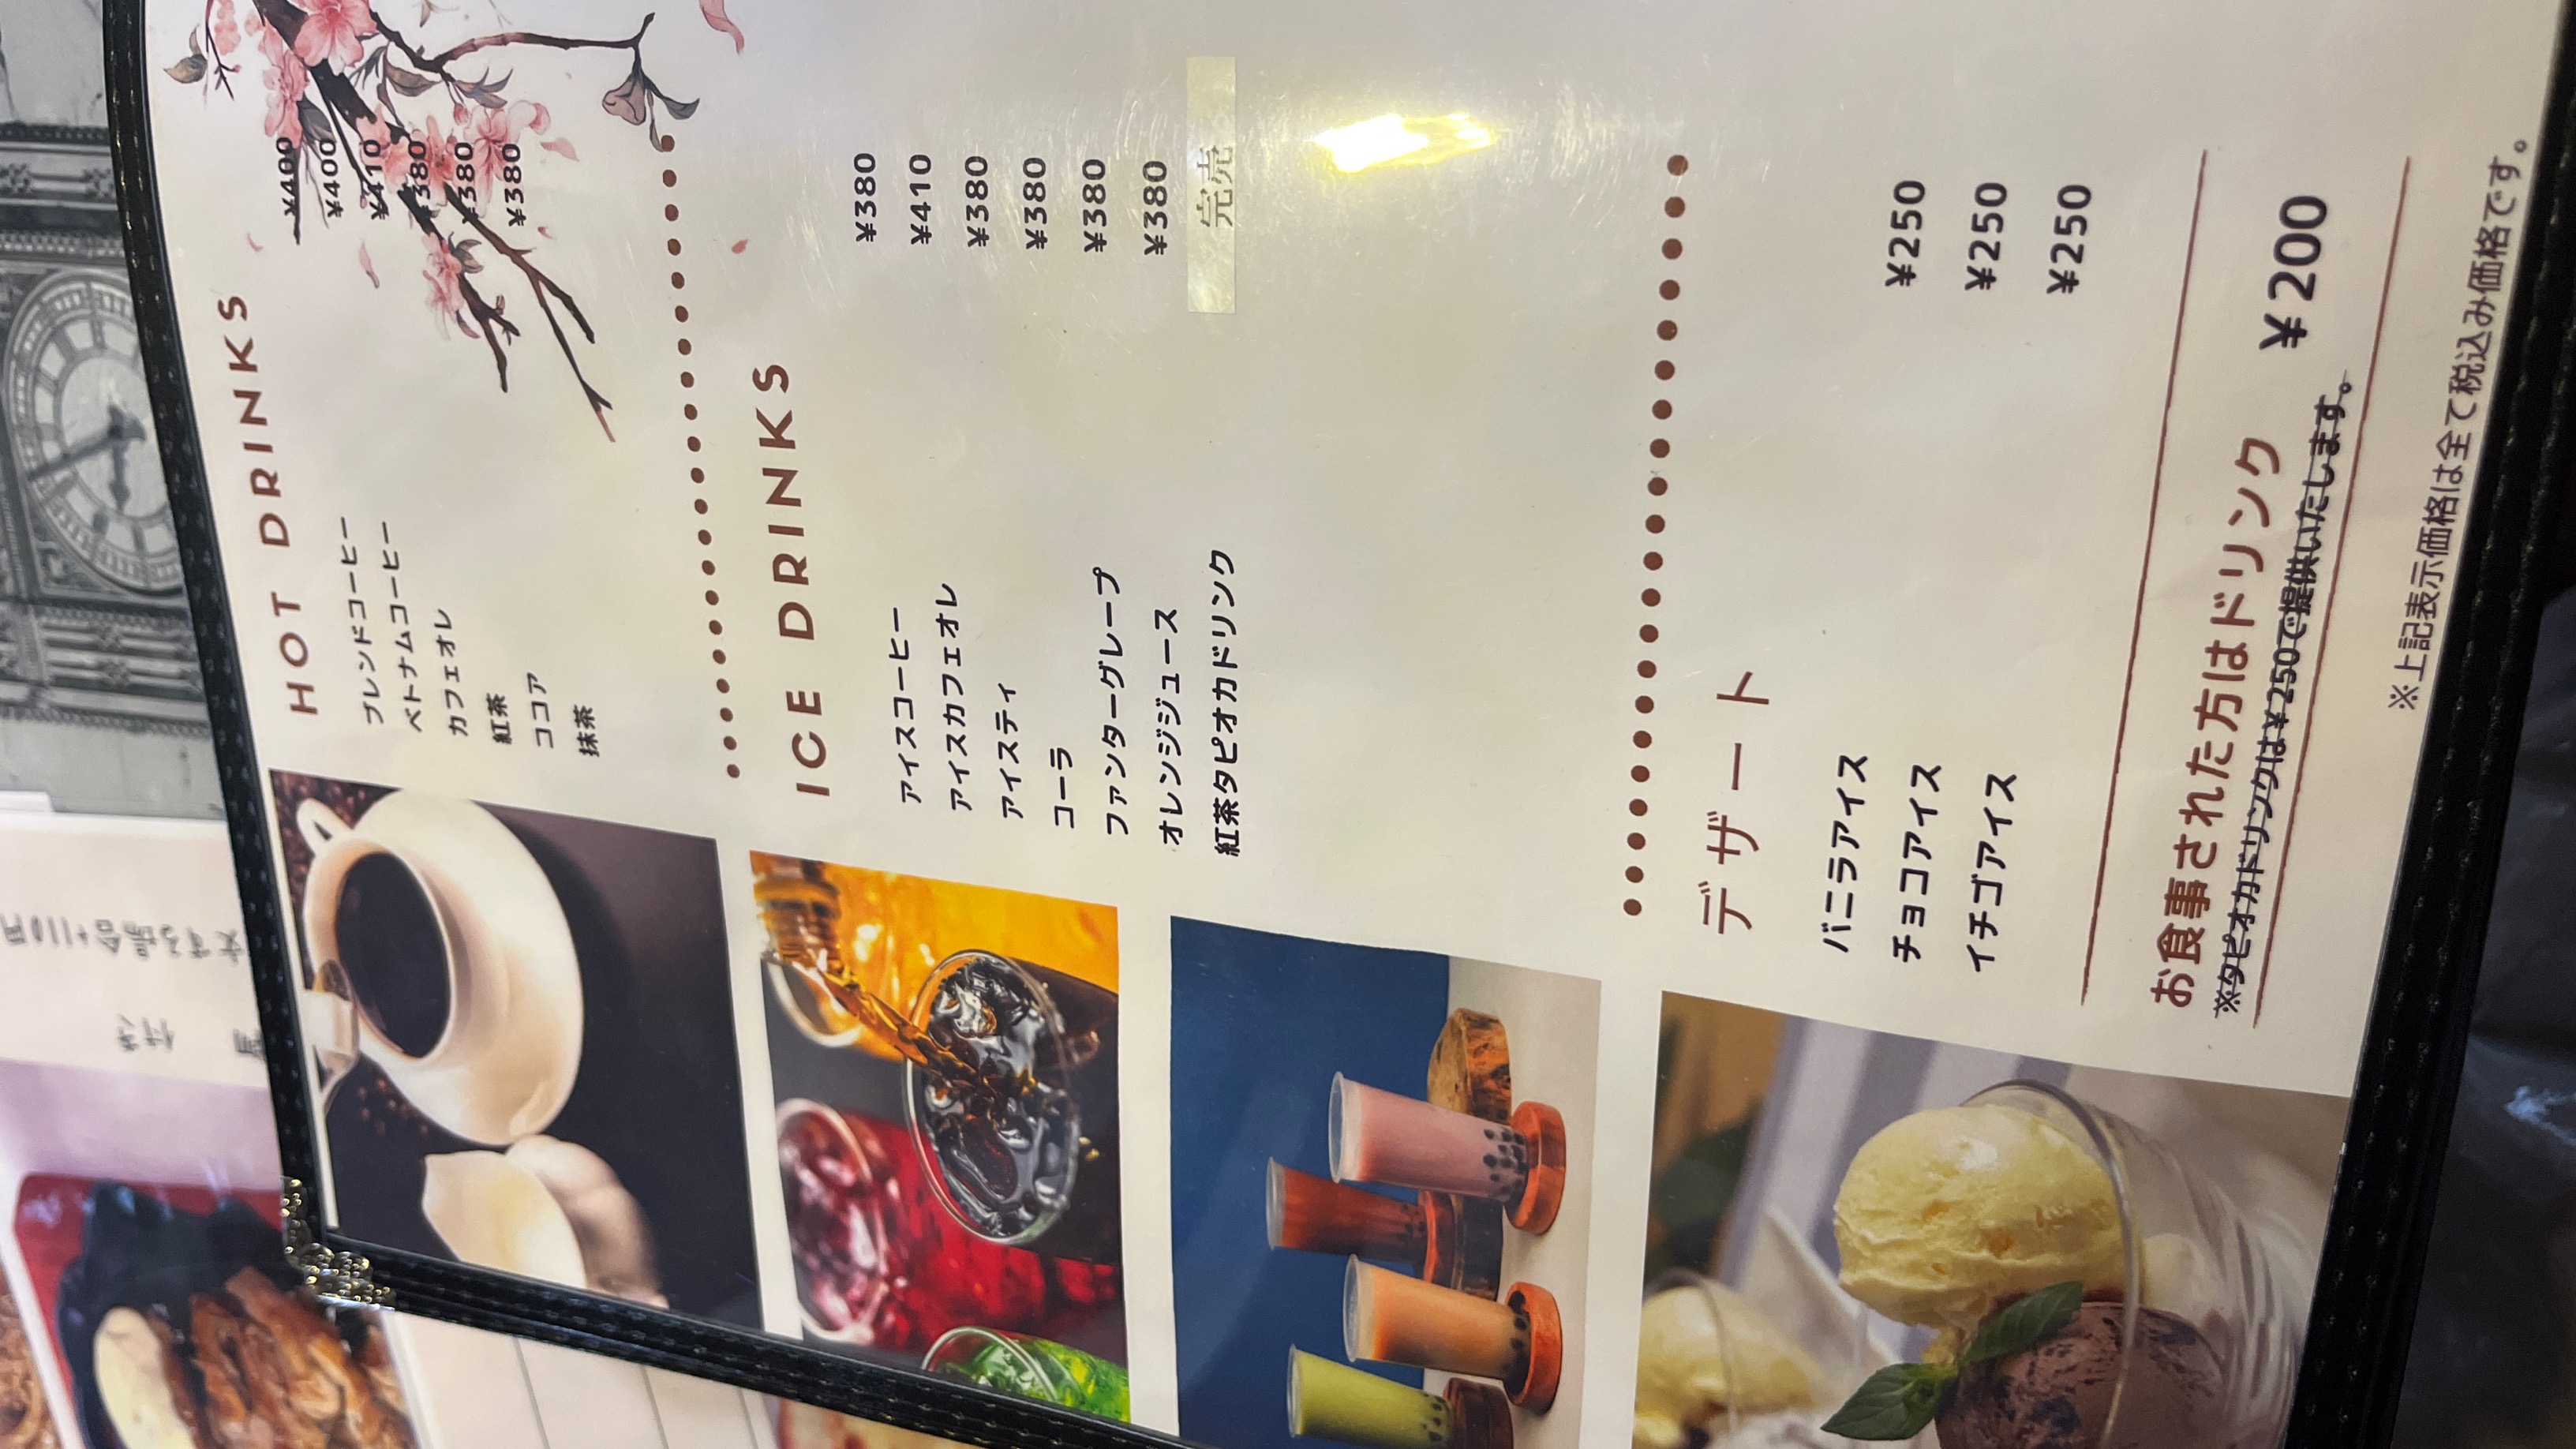 付き
文する場合+110円
HOT DRINKS
ブレンドコーヒー ¥400
ベトナムコーヒー ¥400
カフェオレ ¥410
紅茶 ¥380
ココア ¥380
抹茶 ¥380
ICE DRINKS
アイスコーヒー ¥380
アイスカフェオレ ¥410
アイスティ ¥380
コーラ ¥380
ファンターグレープ ¥380
オレンジジュース ¥380
紅茶タピオカドリンク 完売
デザート
バニラアイス ¥250
チョコアイス ¥250
イチゴアイス ¥250
お食事された方はドリンク ¥200
※タピオカドリンクは¥250で提供いたします。
※上記表示価格は全て税込み価格です。